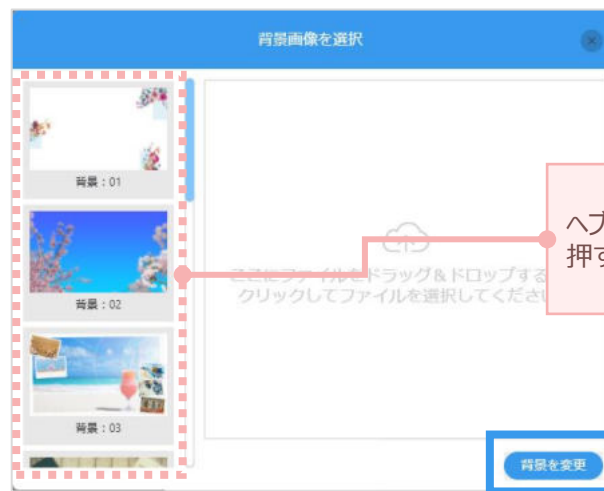 背景画像を選択
背景：01
背景：02
背景：03
ここにファイルをドラッグ＆ドロップする
クリックしてファイルを選択してくださ
押す
背景を変更